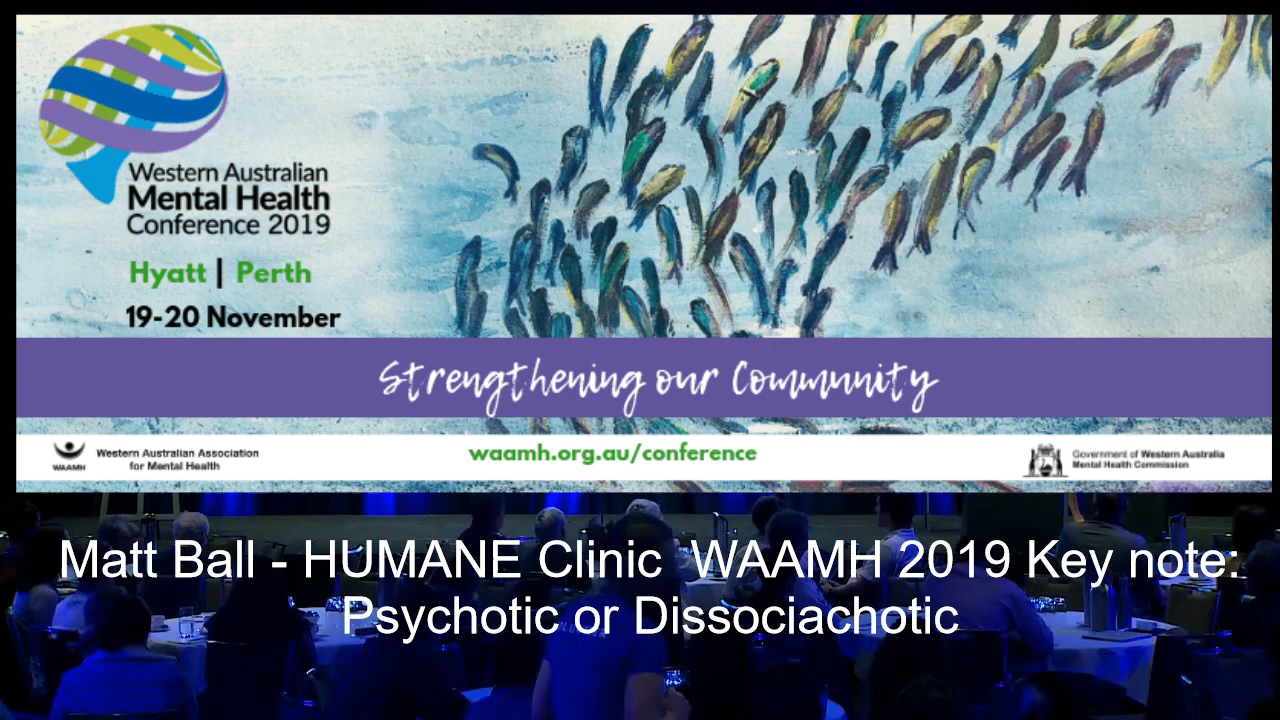 Western Australian
Mental Health
Conference 2019
Hyatt | Perth
19-20 November
Strengthening our Community
WAAMH
Western Australian Association
for Mental Health
waamh.org.au/conference
Government of Western Australia
Mental Health Commission
Matt Ball - HUMANE Clinic WAAMH 2019 Key note:
Psychotic or Dissociachotic